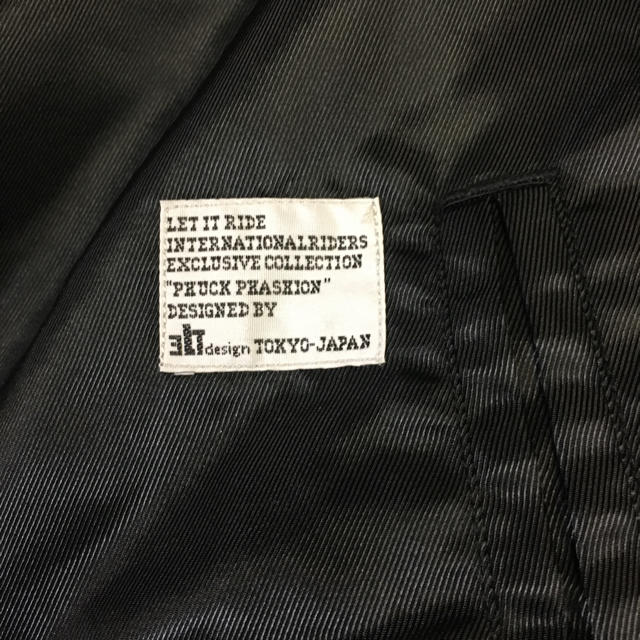 LET IT RIDE
INTERNATIONALRIDERS
EXCLUSIVE COLLECTION
"PHUCK PHASHION"
DESIGNED BY
design TOKYO-JAPAN